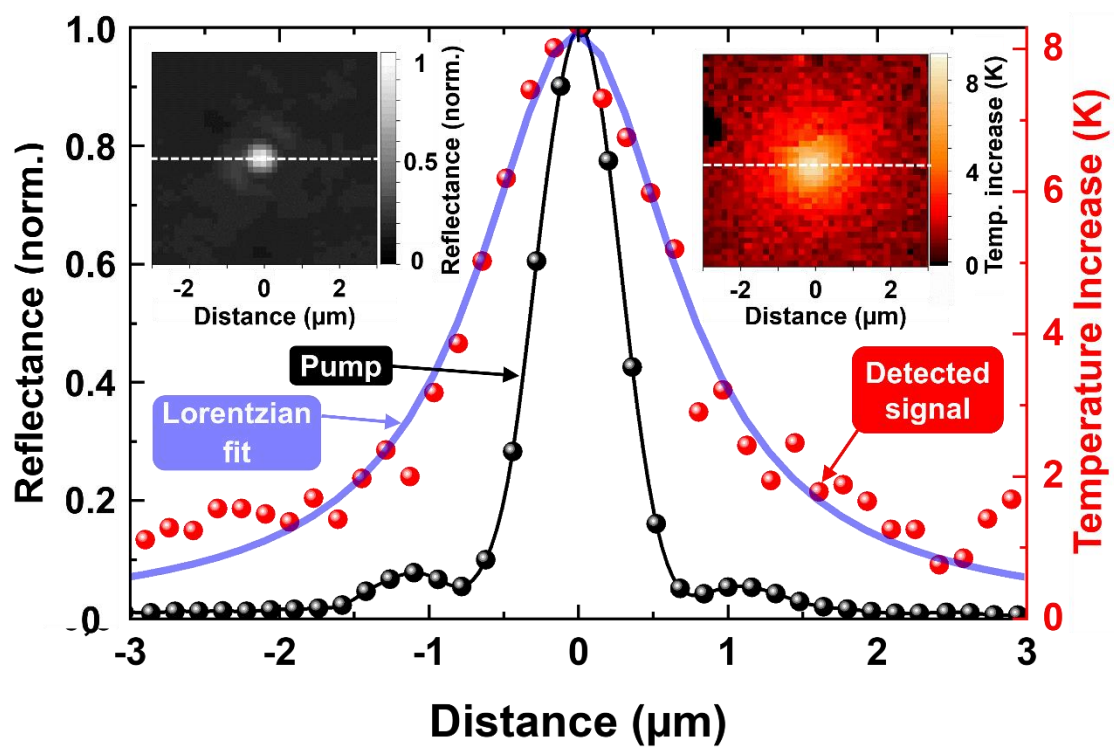 1.0
0.8
0.6
0.4
0.2
0
Reflectance (norm.)
-3
-2
-1
0
1
2
3
Distance (µm)
8
6
4
2
0
Temperature Increase (K)
1
0.5
0
Reflectance (norm.)
-2 0 2
Distance (µm)
8
4
0
Temp. increase (K)
-2 0 2
Distance (µm)
Pump
Lorentzian
fit
Detected
signal